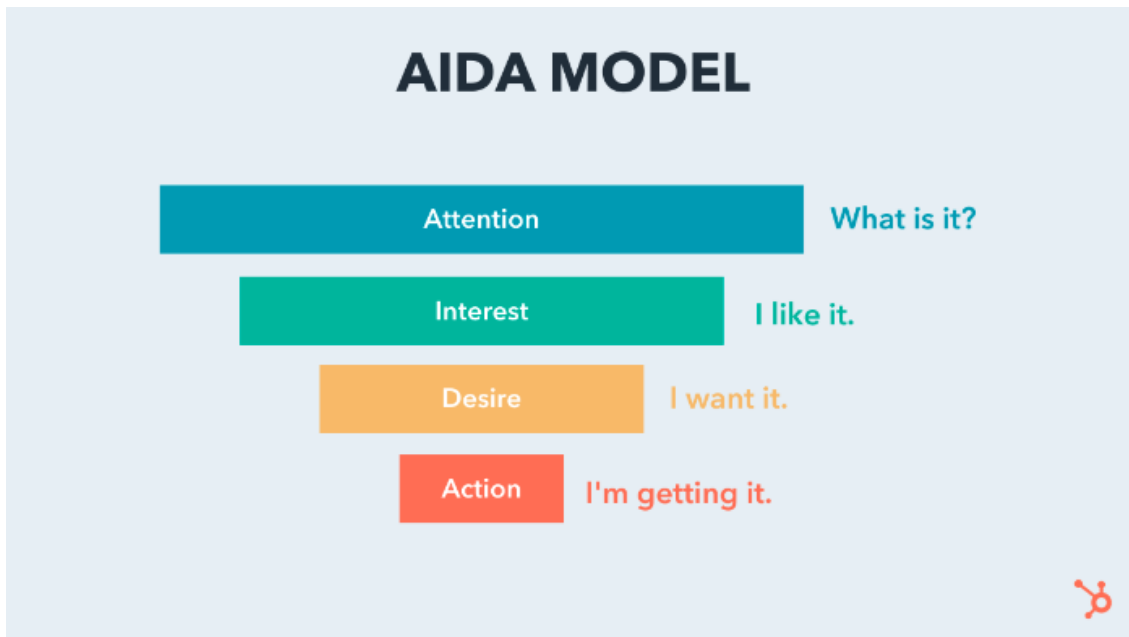 AIDA MODEL
Attention
What is it?
Interest
I like it.
Desire
I want it.
Action
I'm getting it.